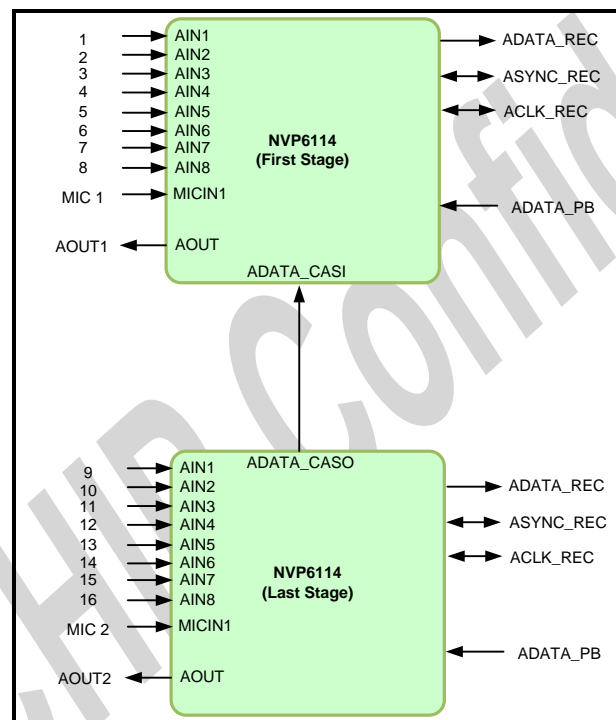 1 AIN1 ADATA_REC
2 AIN2
3 AIN3 ASYNC_REC
4 AIN4
5 AIN5 ACLK_REC
6 AIN6
7 AIN7 NVP6114
8 AIN8 (First Stage)
MIC 1 MICIN1 ADATA_PB
AOUT1 AOUT
ADATA_CASI
ADATA_CASO
9 AIN1
10 AIN2 ADATA_REC
11 AIN3
12 AIN4 ASYNC_REC
13 AIN5
14 AIN6 ACLK_REC
15 AIN7 NVP6114
16 AIN8 (Last Stage)
MIC 2 MICIN1
ADATA_PB
AOUT2 AOUT